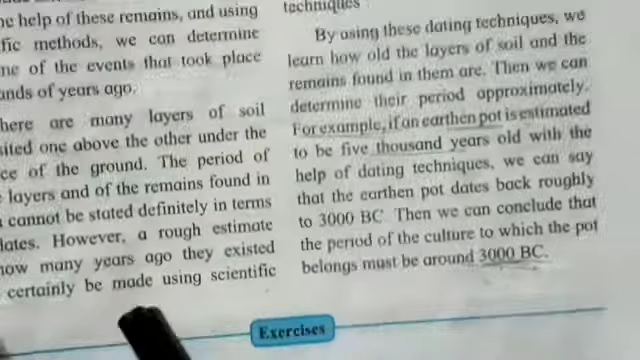 he help of these remains, and using
fic methods, we can determine
me of the events that took place
ands of years ago.
here are many layers of soil
sited one above the other under the
ce of the ground. The period of
layers and of the remains found in
cannot be stated definitely in terms
dates. However, a rough estimate
how many years ago they existed
certainly be made using scientific
techniques
By using these dating techniques, we
learn how old the layers of soil and the
remains found in them are. Then we can
determine their period approximately.
For example, if an earthen pot is estimated
to be five thousand years old with the
help of dating techniques, we can say
that the earthen pot dates back roughly
to 3000 BC. Then we can conclude that
the period of the culture to which the pot
belongs must be around 3000 BC.
Exercises